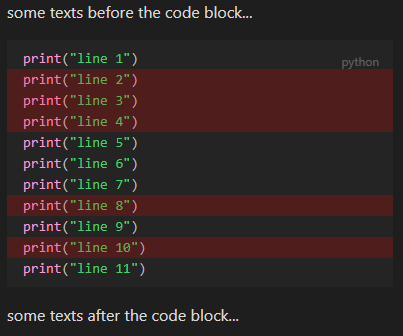 some texts before the code block...
python
print("line 1")
print("line 2")
print("line 3")
print("line 4")
print("line 5")
print("line 6")
print("line 7")
print("line 8")
print("line 9")
print("line 10")
print("line 11")
some texts after the code block...